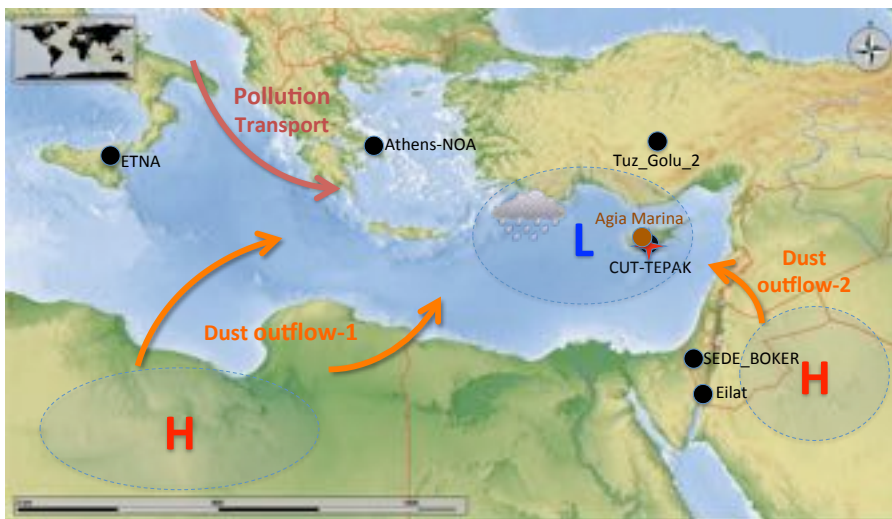 Pollution
Transport
ETNA
Athens-NOA
Tuz_Golu_2
Agia Marina
L
CUT-TEPAK
Dust
outflow-2
Dust outflow-1
SEDE_BOKER
H
Eilat
H